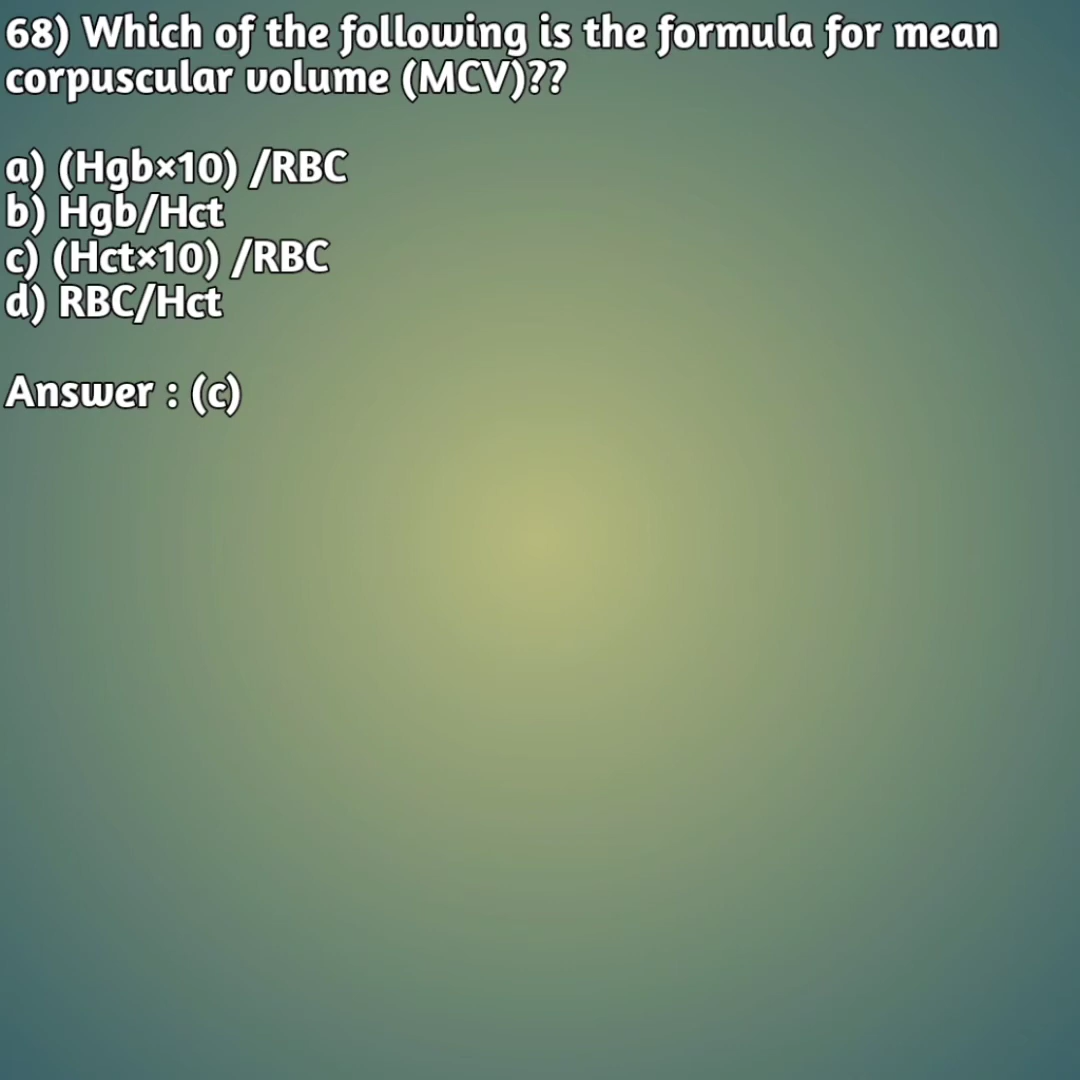 68) Which of the following is the formula for mean
corpuscular volume (MCV)??
a) (Hgb×10) /RBC
b) Hgb/Hct
c) (Hct×10) /RBC
d) RBC/Hct
Answer : (c)